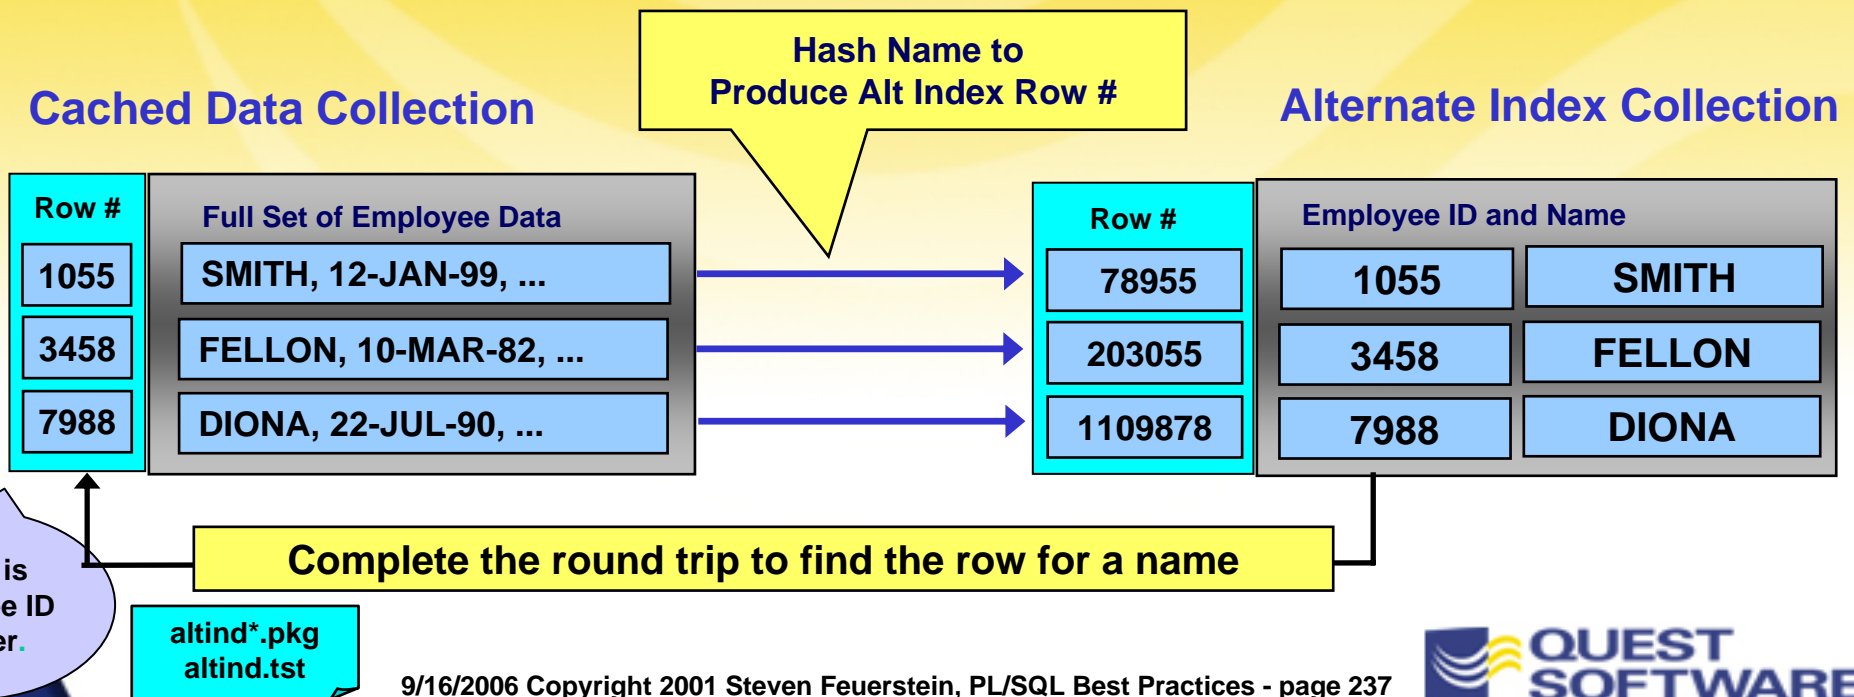 Hash Name to
Produce Alt Index Row #
Cached Data Collection
Alternate Index Collection
Row #
Full Set of Employee Data
1055
SMITH, 12-JAN-99, ...
3458
FELLON, 10-MAR-82, ...
7988
DIONA, 22-JUL-90, ...
Row #
Employee ID and Name
78955
1055
SMITH
203055
3458
FELLON
1109878
7988
DIONA
Complete the round trip to find the row for a name
is
ID
altind*.pkg
altind.tst
9/16/2006 Copyright 2001 Steven Feuerstein, PL/SQL Best Practices - page 237
QUEST
SOFTWARE